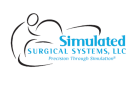 Simulated
SURGICAL SYSTEMS, LLC
Precision Through Simulation®